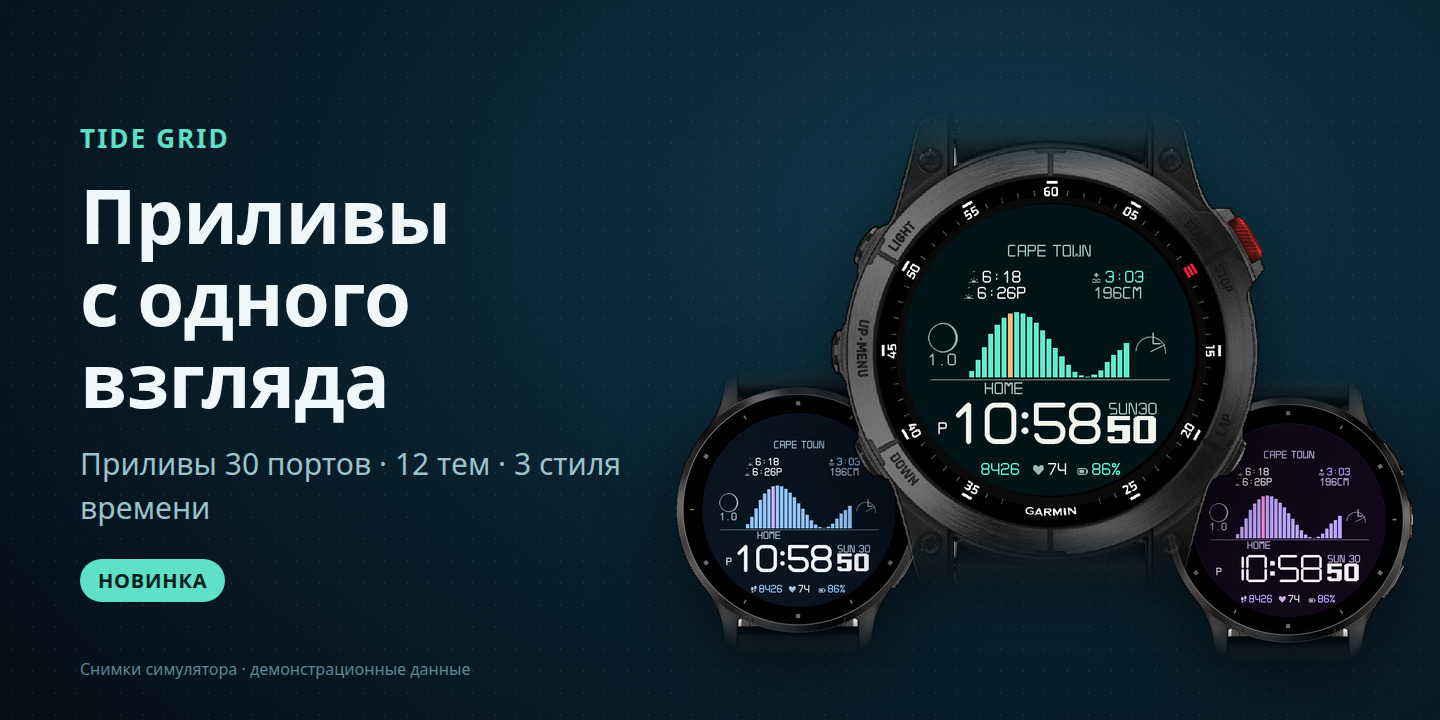 TIDE GRID
Приливы
с одного
взгляда
Приливы 30 портов · 12 тем · 3 стиля
времени
НОВИНКА
Снимки симулятора · демонстрационные данные
60
55
05
50
45
15
40
20
35
25
LIGHT
UP·MENU
DOWN
STOP
LAP
GARMIN
CAPE TOWN
6:18
3:03
6:26P
196CM
1.0
HOME
P 10:58 SUN30
50
8426 74 86%
CAPE TOWN
6:18 3:03
6:26P 196CM
1.0
HOME
P 10:58 SUN 30
50
8426 74 86%
CAPE TOWN
6:18 3:03
6:26P 196CM
1.0
HOME
P 10:58 SUN 30
50
8426 74 86%